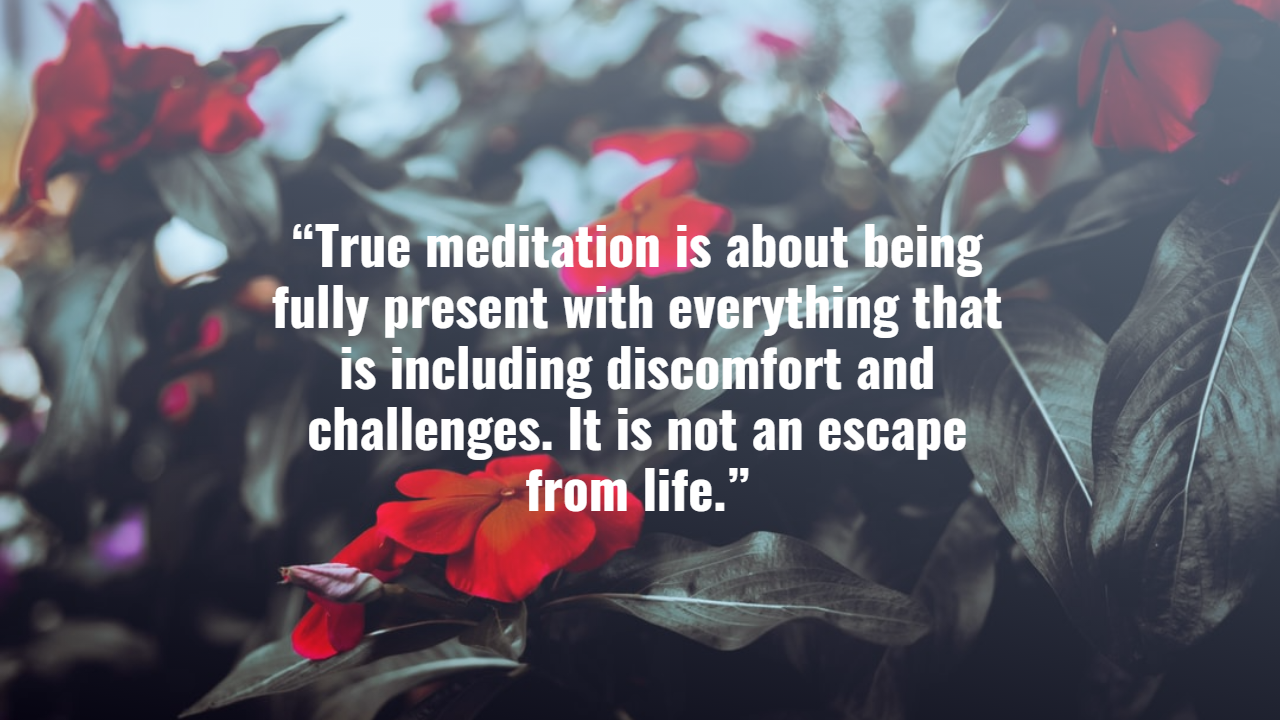 “True meditation is about being
fully present with everything that
is including discomfort and
challenges. It is not an escape
from life.”